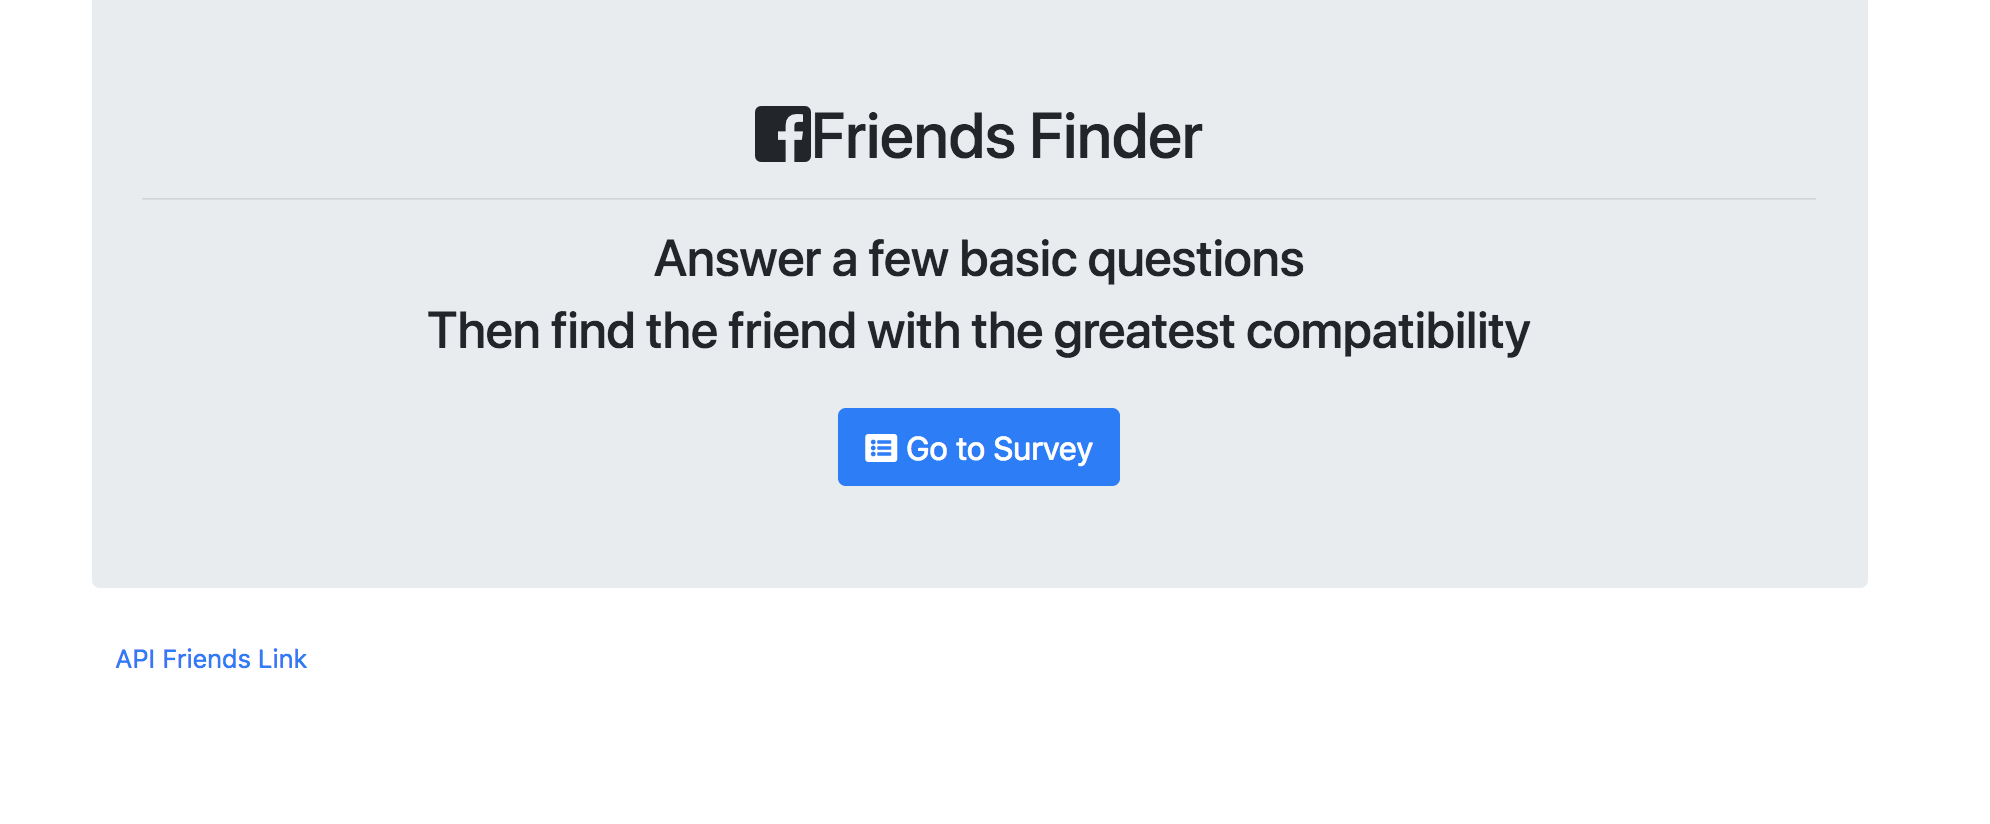 Friends Finder
Answer a few basic questions
Then find the friend with the greatest compatibility
Go to Survey
API Friends Link